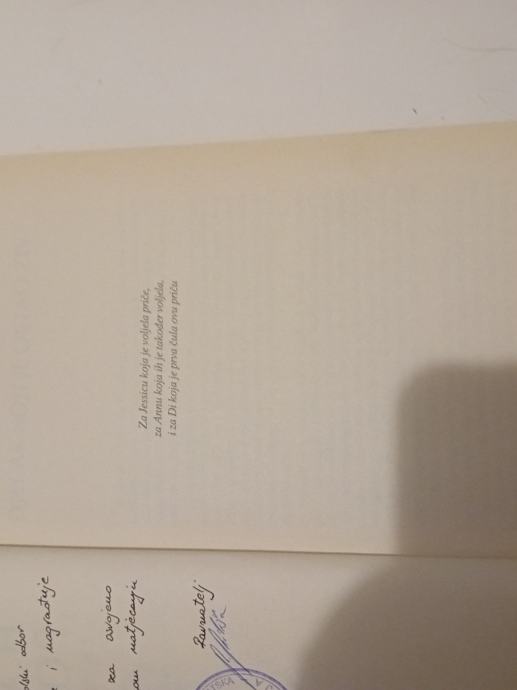 Za Jessicu koja je voljela priče,
za Annu koja ih je također voljela,
i za Di koja je prva čula ovu priču
odbor
i nagrađuje
za osvojeno
natjecanju
Ravnatelj